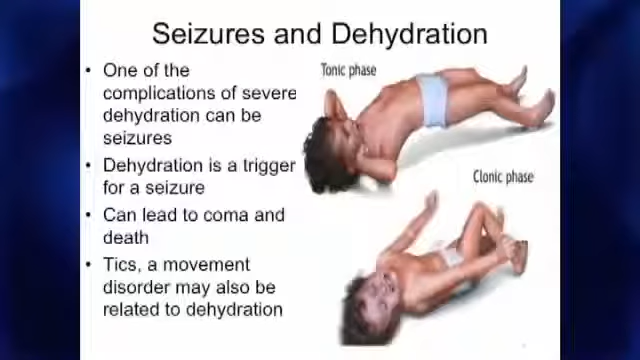 Seizures and Dehydration
• One of the
complications of severe
dehydration can be
seizures
• Dehydration is a trigger
for a seizure
• Can lead to coma and
death
• Tics, a movement
disorder may also be
related to dehydration
Tonic phase
Clonic phase